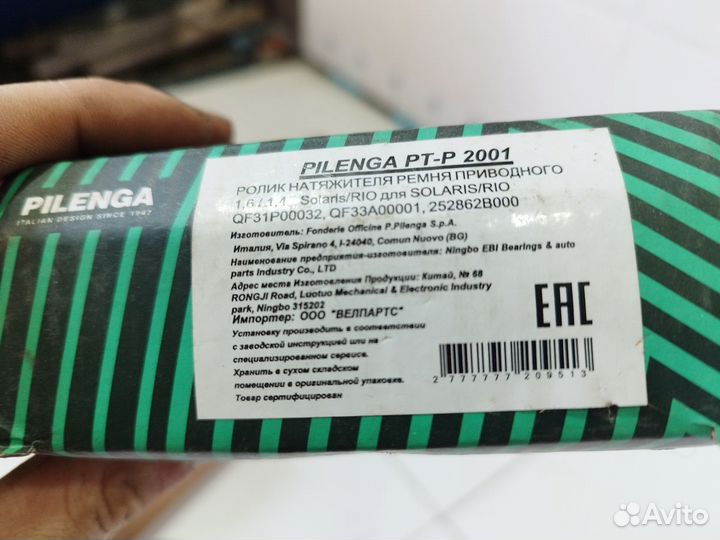 PILENGA
ITALIAN DESIGN SINCE
PILENGA PT-P 2001
РОЛИК НАТЯЖИТЕЛЯ РЕМНЯ ПРИВОДНОГО
1,6 / 1,4 Solaris/RIO для SOLARIS/RIO
QF31P00032, QF33A00001, 252862B000
Изготовитель: Fonderie Officine P.Pilenga S.p.A.
Италия, Via Spirano 4, I-24040, Comun Nuovo (BG)
Наименование предприятия-изготовителя: Ningbo EBI Bearings & auto
parts Industry Co., LTD
Адрес места Изготовления Продукции: Китай, № 68
RONGJI Road, Luotuo Mechanical & Electronic Industry
park, Ningbo 315202
Импортер: ООО "ВЕЛПАРТС"
Установку производить в соответствии
с заводской инструкцией или на
специализированном сервисе.
Хранить в сухом складском
помещении в оригинальной упаковке.
Товар сертифицирован
EAC
2 777777 209513
Avito